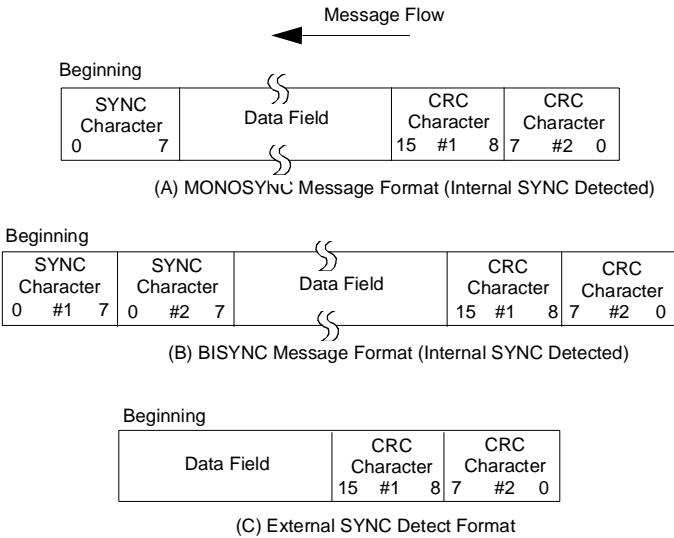 Message Flow
Beginning
SYNC Character 0 7
Data Field
CRC Character 15 #1 8
CRC Character 7 #2 0
(A) MONOSYNC Message Format (Internal SYNC Detected)
Beginning
SYNC Character 0 #1 7
SYNC Character 0 #2 7
Data Field
CRC Character 15 #1 8
CRC Character 7 #2 0
(B) BISYNC Message Format (Internal SYNC Detected)
Beginning
Data Field
CRC Character 15 #1 8
CRC Character 7 #2 0
(C) External SYNC Detect Format